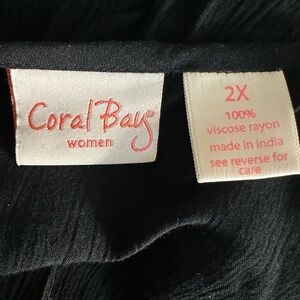 Coral Bay®
women
2X
100%
viscose rayon
made in India
see reverse for
care